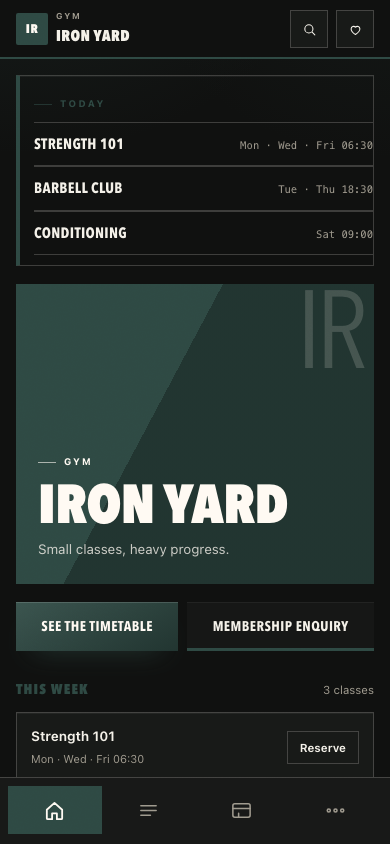 IR
GYM
IRON YARD
TODAY
STRENGTH 101 Mon · Wed · Fri 06:30
BARBELL CLUB Tue · Thu 18:30
CONDITIONING Sat 09:00
IR
GYM
IRON YARD
Small classes, heavy progress.
SEE THE TIMETABLE MEMBERSHIP ENQUIRY
THIS WEEK 3 classes
Strength 101
Mon · Wed · Fri 06:30
Reserve